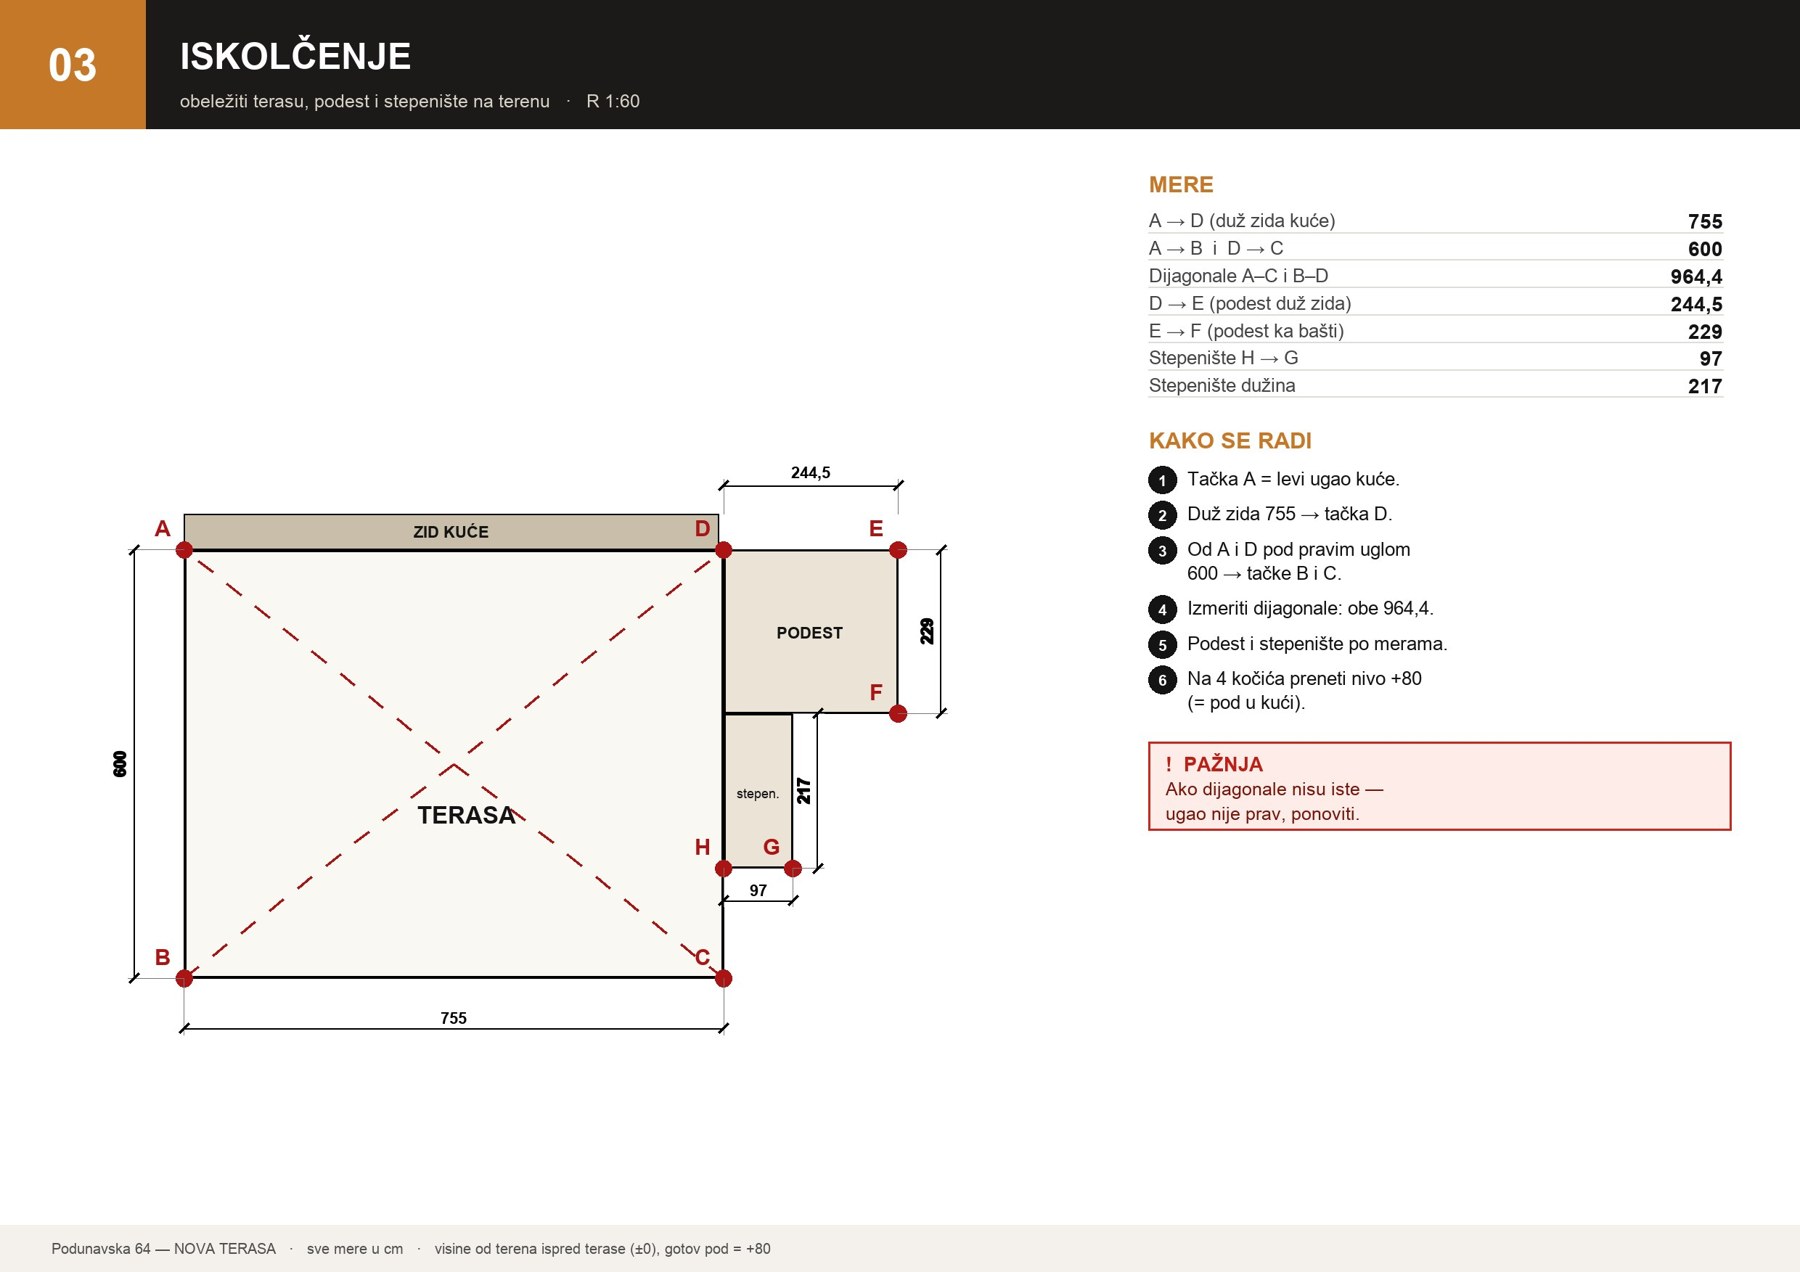 03
ISKOLČENJE
obeležiti terasu, podest i stepenište na terenu · R 1:60
MERE
A → D (duž zida kuće) 755
A → B i D → C 600
Dijagonale A–C i B–D 964,4
D → E (podest duž zida) 244,5
E → F (podest ka bašti) 229
Stepenište H → G 97
Stepenište dužina 217
KAKO SE RADI
1 Tačka A = levi ugao kuće.
2 Duž zida 755 → tačka D.
3 Od A i D pod pravim uglom
600 → tačke B i C.
4 Izmeriti dijagonale: obe 964,4.
5 Podest i stepenište po merama.
6 Na 4 kočića preneti nivo +80
(= pod u kući).
! PAŽNJA
Ako dijagonale nisu iste —
ugao nije prav, ponoviti.
244,5
A
ZID KUĆE
D
E
PODEST
229
F
600
stepen.
217
TERASA
H
G
97
B
C
755
Podunavska 64 — NOVA TERASA · sve mere u cm · visine od terena ispred terase (±0), gotov pod = +80